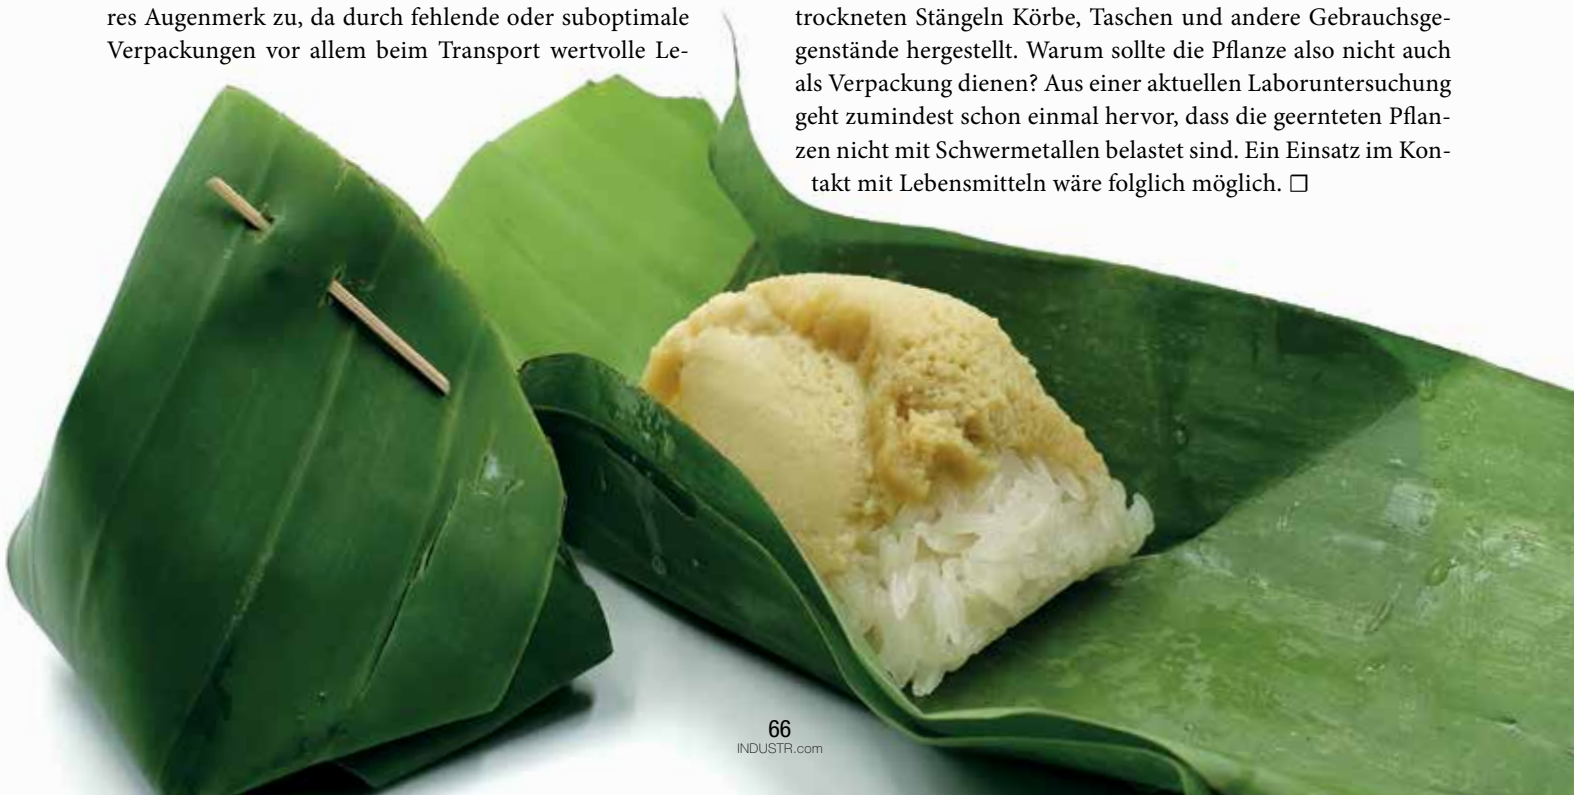 res Augenmerk zu, da durch fehlende oder suboptimale
Verpackungen vor allem beim Transport wertvolle Le-
trockneten Stängeln Körbe, Taschen und andere Gebrauchsge-
genstände hergestellt. Warum sollte die Pflanze also nicht auch
als Verpackung dienen? Aus einer aktuellen Laboruntersuchung
geht zumindest schon einmal hervor, dass die geernteten Pflan-
zen nicht mit Schwermetallen belastet sind. Ein Einsatz im Kon-
takt mit Lebensmitteln wäre folglich möglich. ❒
66
INDUSTR.com